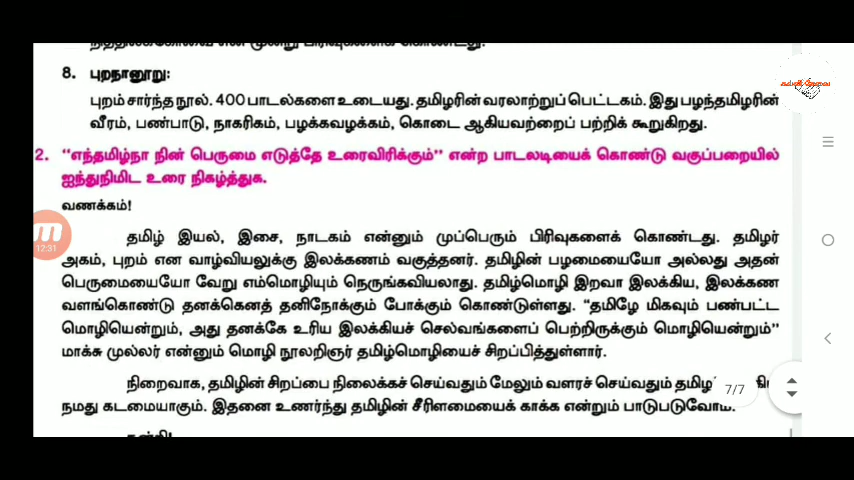 8. புறநானூறு:
புறம் சார்ந்த நூல். 400 பாடல்களை உடையது. தமிழரின் வரலாற்றுப் பெட்டகம். இது பழந்தமிழரின்
வீரம், பண்பாடு, நாகரிகம், பழக்கவழக்கம், கொடை ஆகியவற்றைப் பற்றிக் கூறுகிறது.
2. “எந்தமிழ்நா நின் பெருமை எடுத்தே உரைவிரிக்கும்” என்ற பாடலடியைக் கொண்டு வகுப்பறையில்
ஐந்துநிமிட உரை நிகழ்த்துக.
வணக்கம்!
தமிழ் இயல், இசை, நாடகம் என்னும் முப்பெரும் பிரிவுகளைக் கொண்டது. தமிழர்
அகம், புறம் என வாழ்வியலுக்கு இலக்கணம் வகுத்தனர். தமிழின் பழமையையோ அல்லது அதன்
பெருமையையோ வேறு எம்மொழியும் நெருங்கவியலாது. தமிழ்மொழி இறவா இலக்கிய, இலக்கண
வளங்கொண்டு தனக்கெனத் தனிநோக்கும் போக்கும் கொண்டுள்ளது. “தமிழே மிகவும் பண்பட்ட
மொழியென்றும், அது தனக்கே உரிய இலக்கியச் செல்வங்களைப் பெற்றிருக்கும் மொழியென்றும்”
மாக்சு முல்லர் என்னும் மொழி நூலறிஞர் தமிழ்மொழியைச் சிறப்பித்துள்ளார்.
நிறைவாக, தமிழின் சிறப்பை நிலைக்கச் செய்வதும் மேலும் வளரச் செய்வதும்
நமது கடமையாகும். இதனை உணர்ந்து தமிழின் சீரிளமையைக் காக்க என்றும் பாடுபடுவோம்.
12:31
7/7